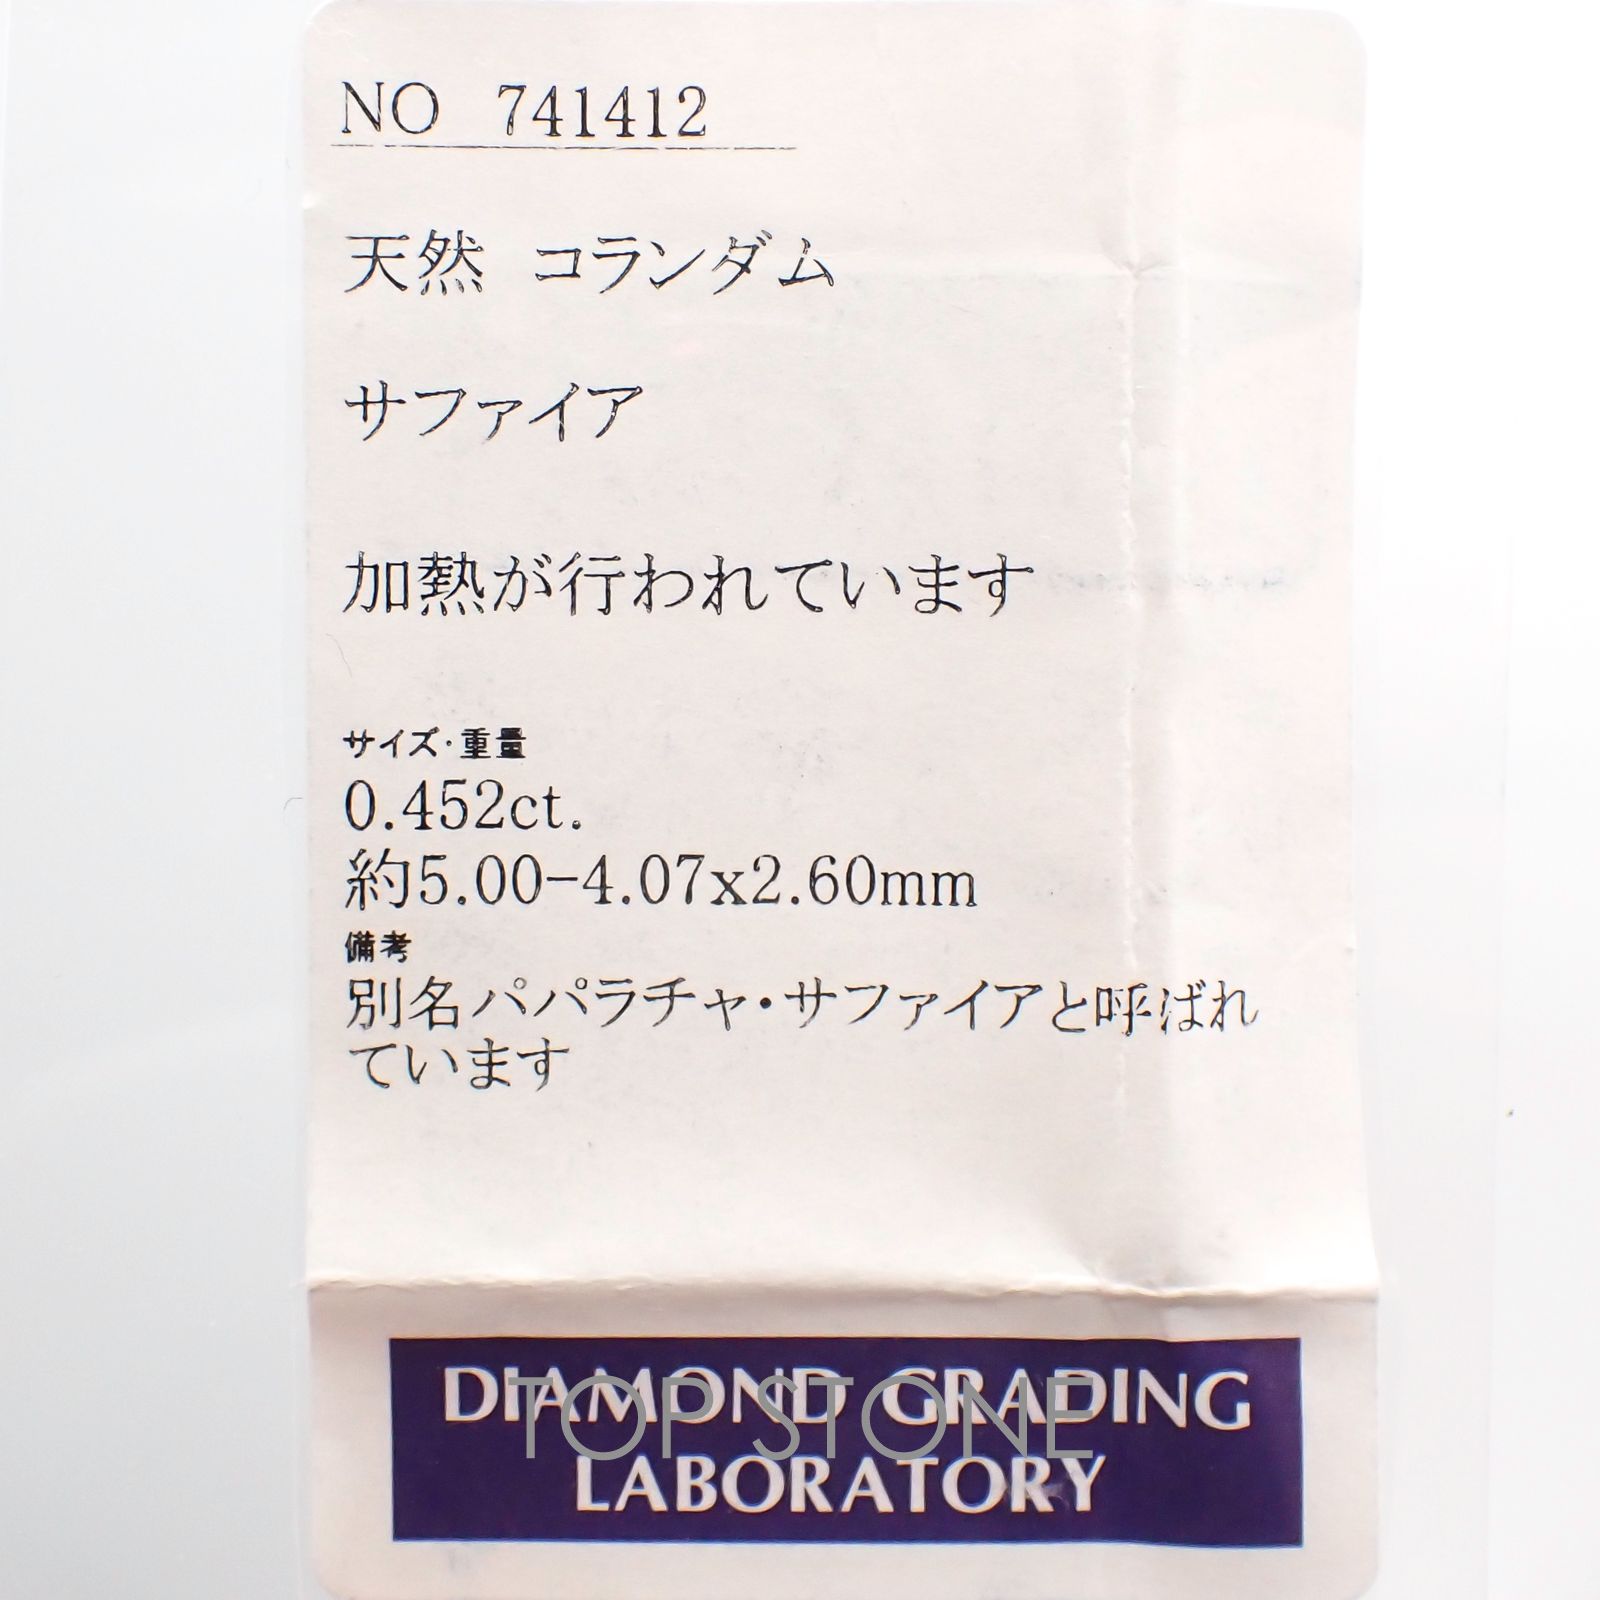 NO 741412
天然 コランダム
サファイア
加熱が行われています
サイズ・重量
0.452ct.
約5.00-4.07x2.60mm
備考
別名パパラチャ・サファイアと呼ばれ
ています
DIAMOND GRADING
TOP STONE
LABORATORY